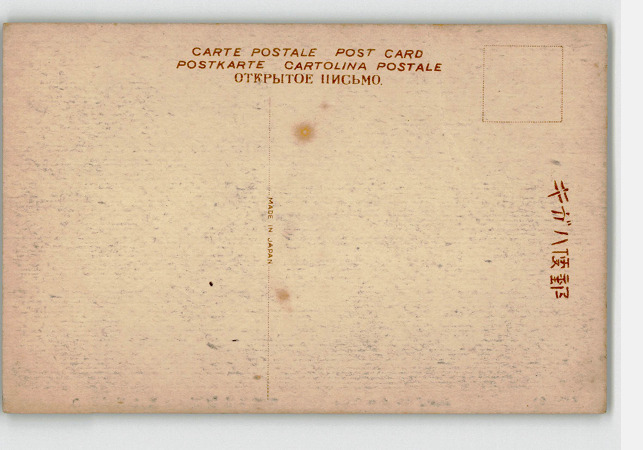 CARTE POSTALE POST CARD
POSTKARTE CARTOLINA POSTALE
ОТКРЫТОЕ ПИСЬМО.
MADE IN JAPAN
キガハ便郵